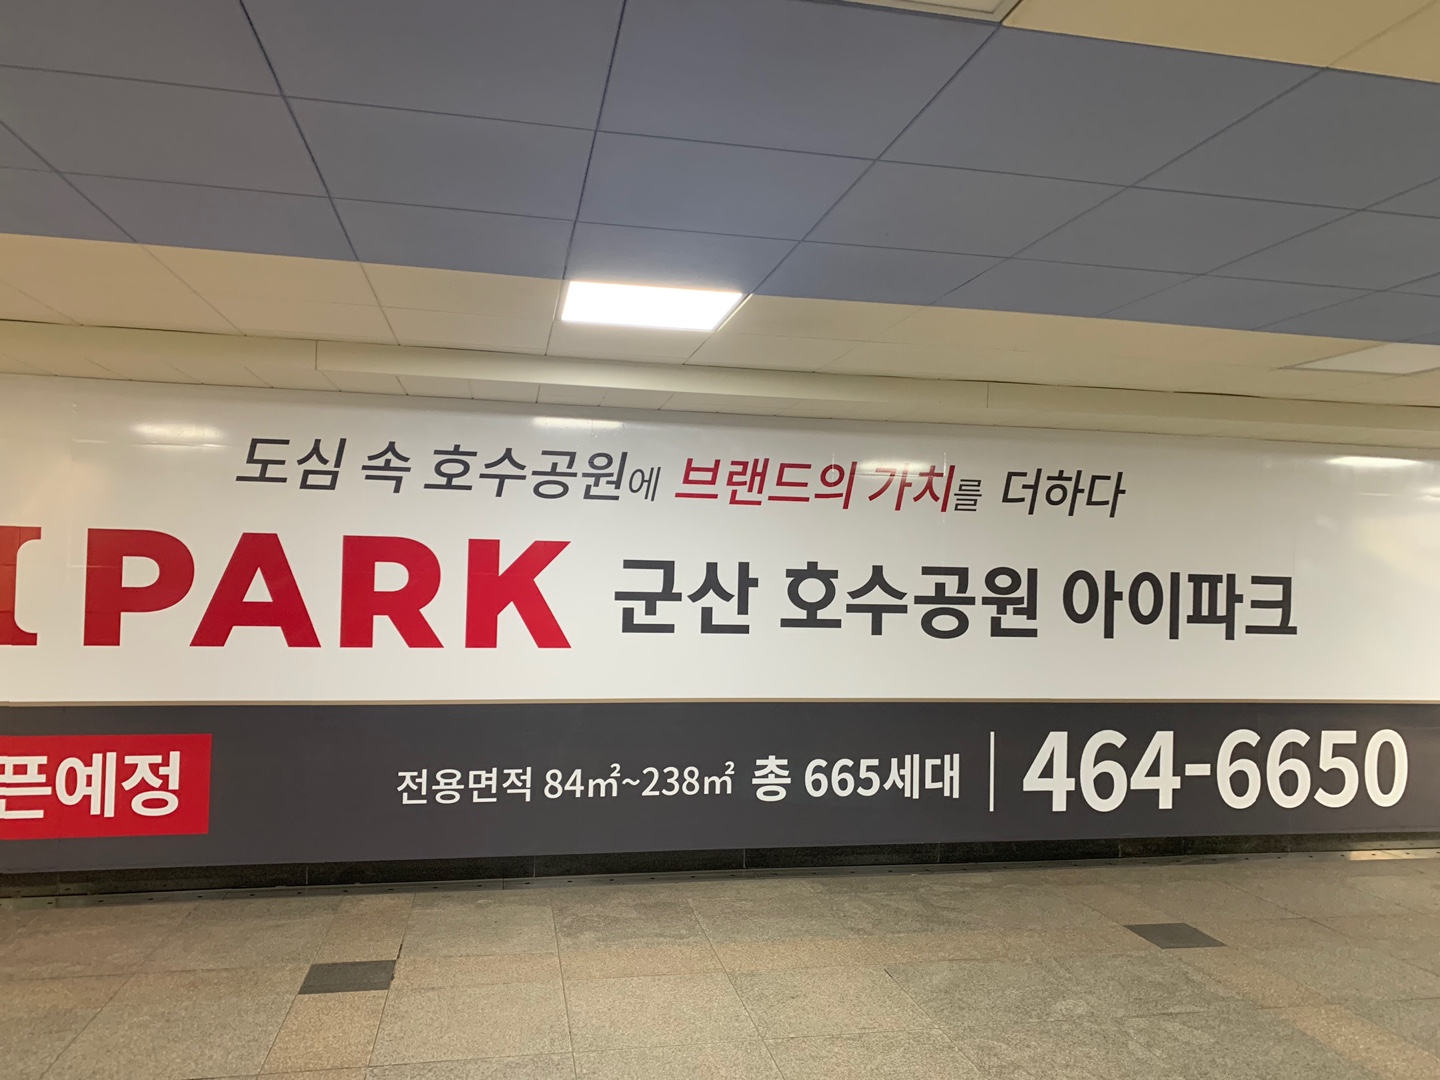 도심 속 호수공원에 브랜드의 가치를 더하다
IPARK 군산 호수공원 아이파크
픈예정 전용면적 84㎡~238㎡ 총 665세대 | 464-6650